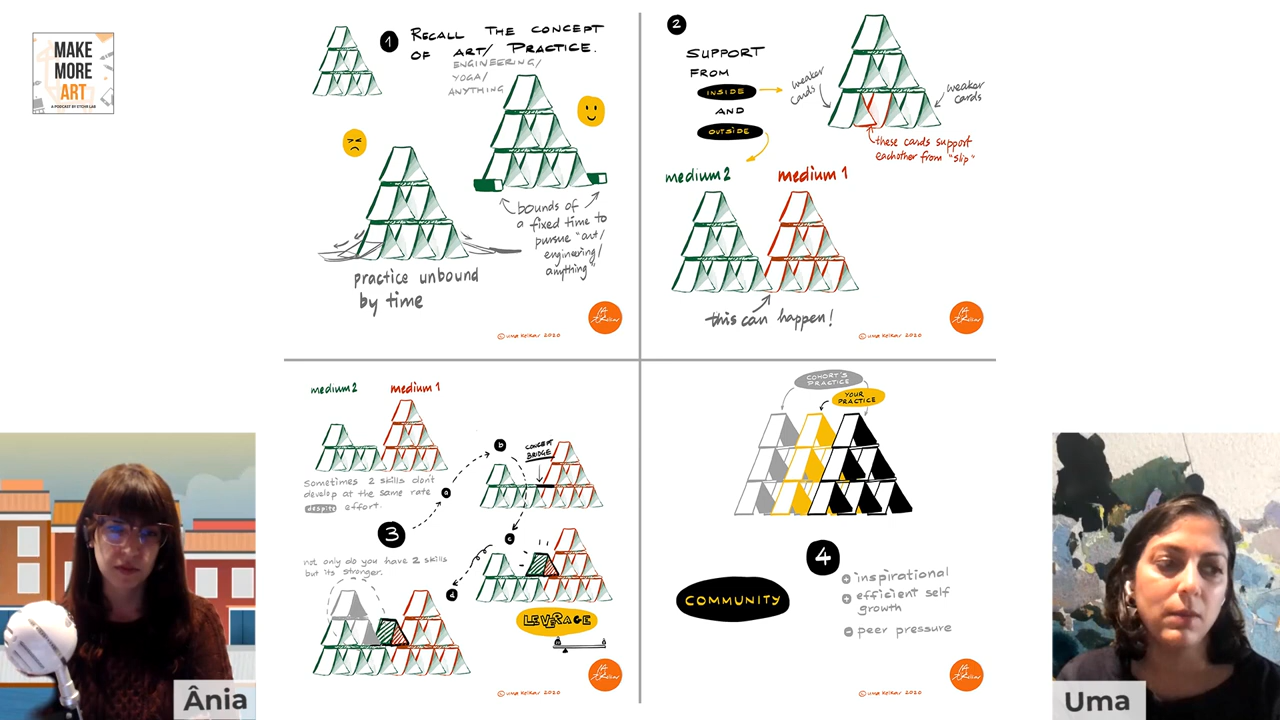 MAKE
MORE
ART
A PODCAST BY ETCHR LAB
1 RECALL THE CONCEPT
OF ART/ PRACTICE.
ENGINEERING/
YOGA/
ANYTHING
bounds of
a fixed time to
pursue "art/
engineering/
anything"
practice unbound
by time
© UMA KELKAR 2020
2
SUPPORT
FROM
INSIDE
AND
OUTSIDE
weaker
cards
weaker
cards
these cards support
eachother from "slip"
medium 2
medium 1
this can happen!
© UMA KELKAR 2020
medium 2
medium 1
Sometimes 2 skills don't
develop at the same rate
despite effort.
a
b
CONCEPT
BRIDGE
3
c
not only do you have 2 skills
but its stronger.
d
LEVERAGE
© UMA KELKAR 2020
COHORT'S
PRACTICE
YOUR
PRACTICE
4
COMMUNITY
+ inspirational
+ efficient self
growth
- peer pressure
© UMA KELKAR 2020
Ânia
Uma